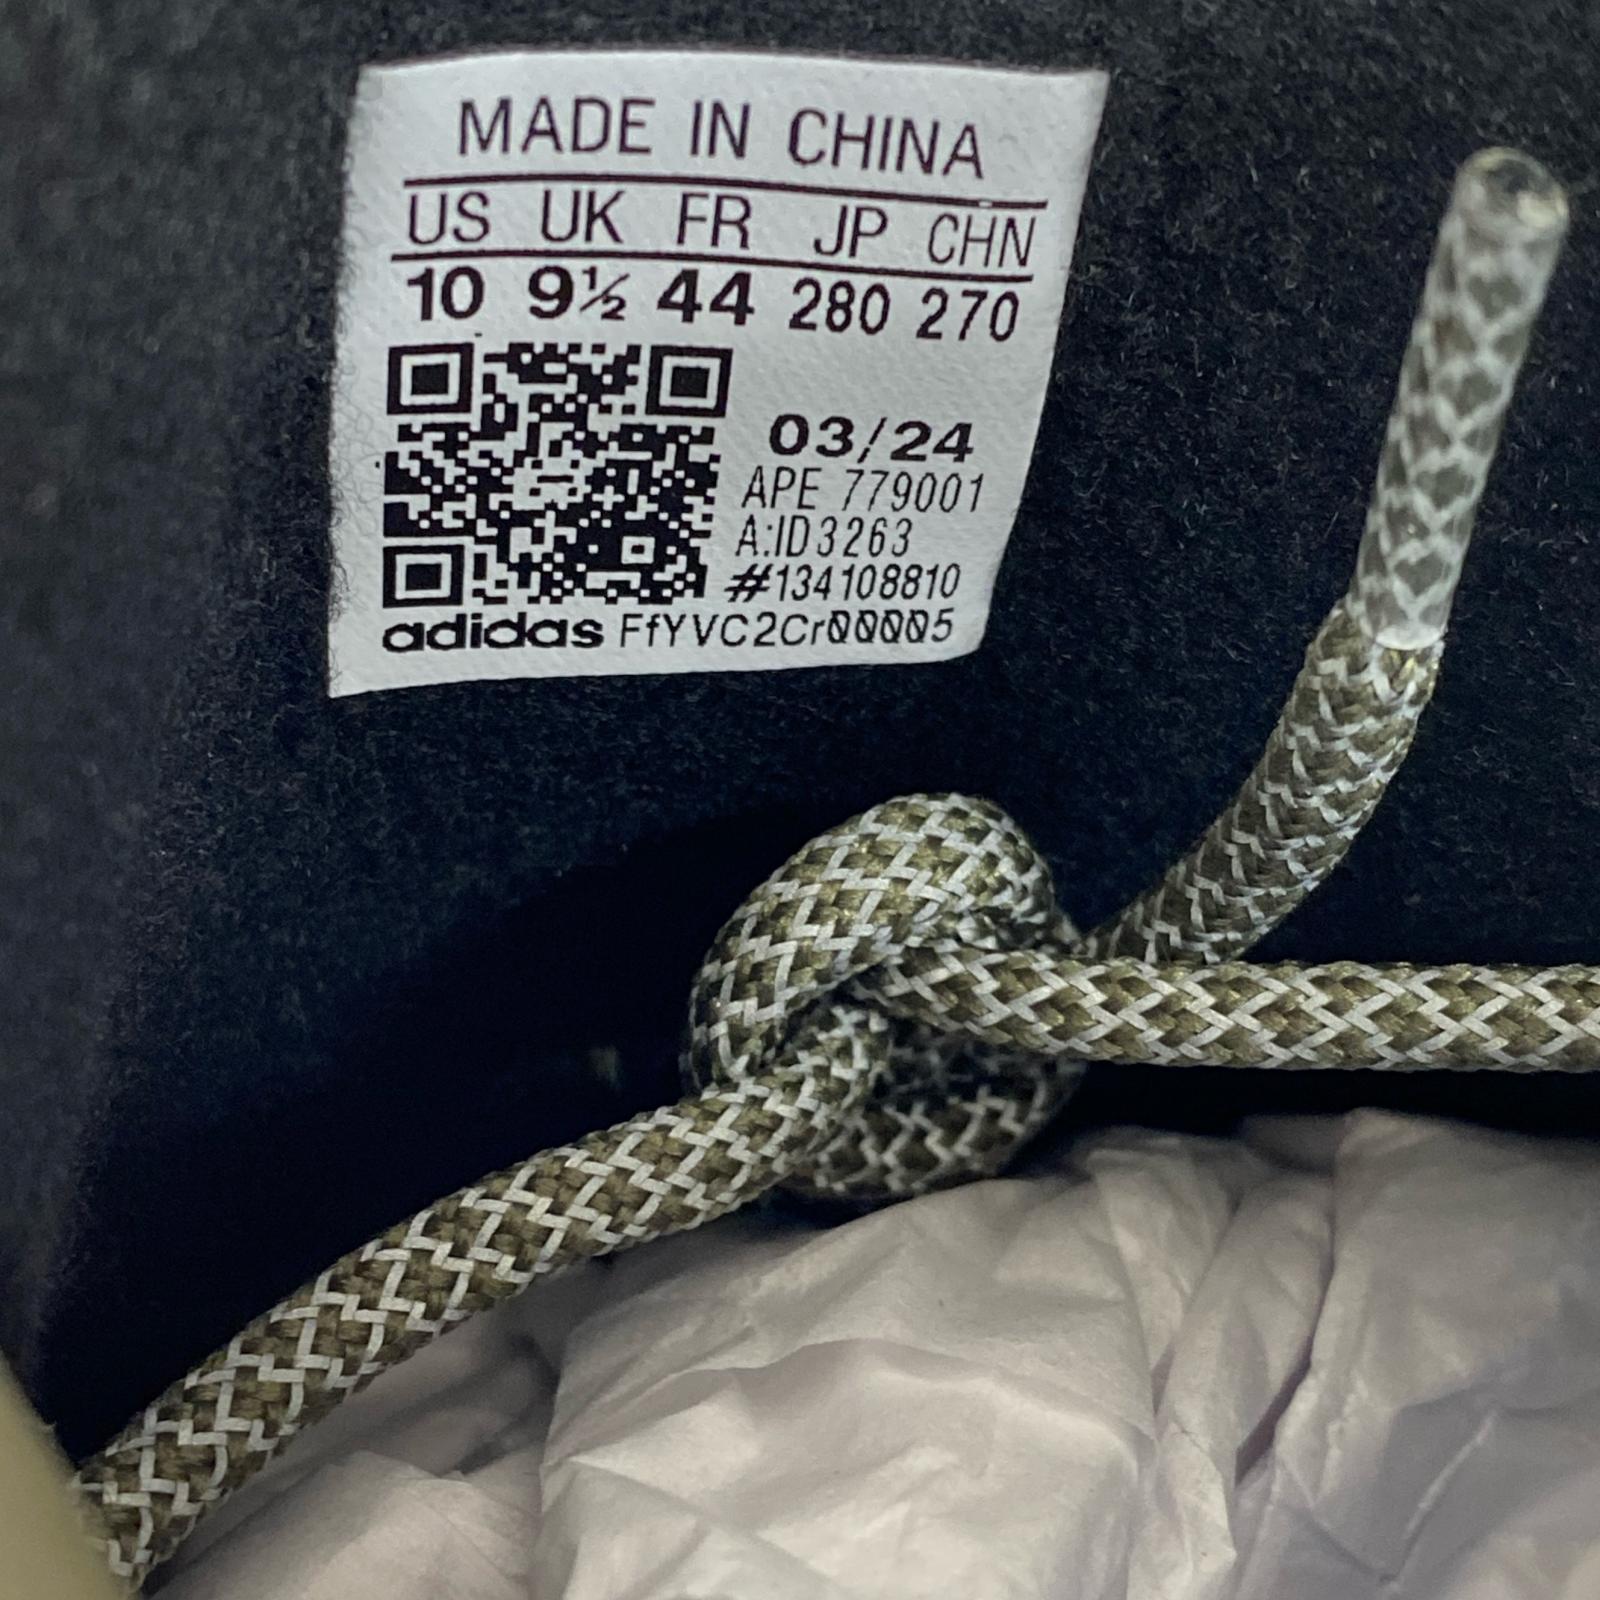 MADE IN CHINA
US UK FR JP CHN
10 9½ 44 280 270
03/24
APE 779001
A:ID3263
#134108810
adidas FfYVC2Cr00005